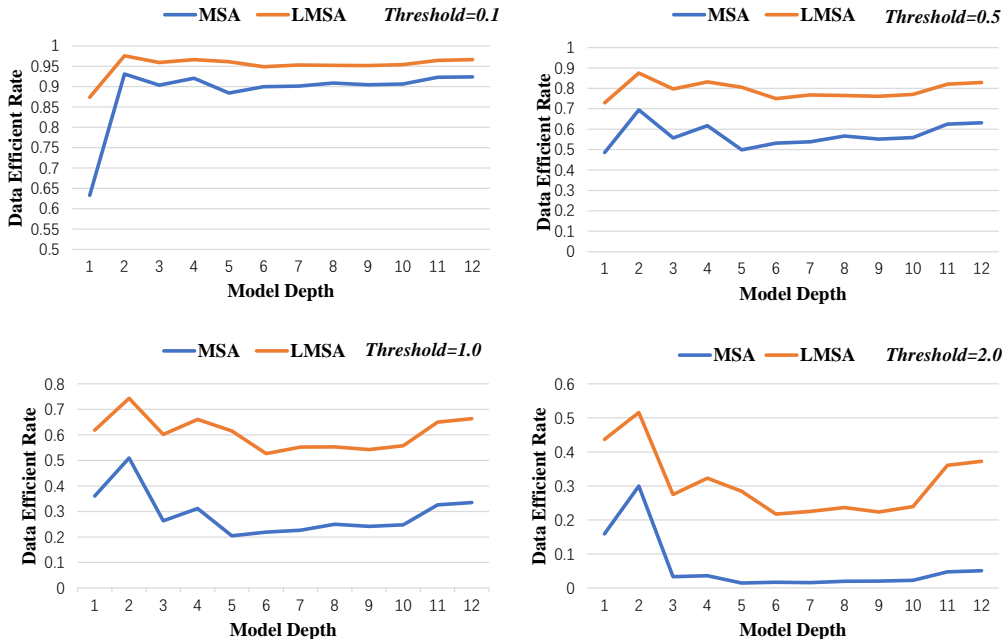 MSA LMSA Threshold=0.1
Data Efficient Rate
1
0.95
0.9
0.85
0.8
0.75
0.7
0.65
0.6
0.55
0.5
1 2 3 4 5 6 7 8 9 10 11 12
Model Depth
MSA LMSA Threshold=0.5
Data Efficient Rate
1
0.9
0.8
0.7
0.6
0.5
0.4
0.3
0.2
0.1
0
1 2 3 4 5 6 7 8 9 10 11 12
Model Depth
MSA LMSA Threshold=1.0
Data Efficient Rate
0.8
0.7
0.6
0.5
0.4
0.3
0.2
0.1
0
1 2 3 4 5 6 7 8 9 10 11 12
Model Depth
MSA LMSA Threshold=2.0
Data Efficient Rate
0.6
0.5
0.4
0.3
0.2
0.1
0
1 2 3 4 5 6 7 8 9 10 11 12
Model Depth